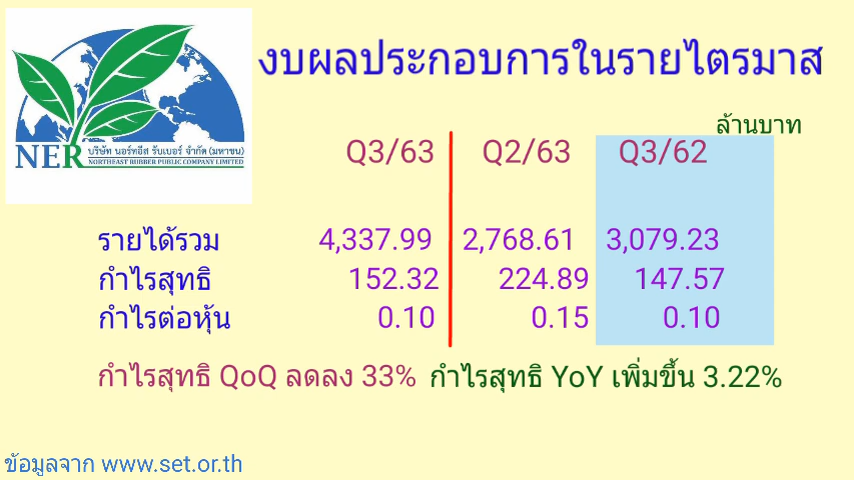 งบผลประกอบการในรายไตรมาส
NER บริษัท นอร์ทอีส รับเบอร์ จำกัด (มหาชน)
NORTHEAST RUBBER PUBLIC COMPANY LIMITED
ล้านบาท
Q3/63 Q2/63 Q3/62
รายได้รวม 4,337.99 2,768.61 3,079.23
กำไรสุทธิ 152.32 224.89 147.57
กำไรต่อหุ้น 0.10 0.15 0.10
กำไรสุทธิ QoQ ลดลง 33% กำไรสุทธิ YoY เพิ่มขึ้น 3.22%
ข้อมูลจาก www.set.or.th